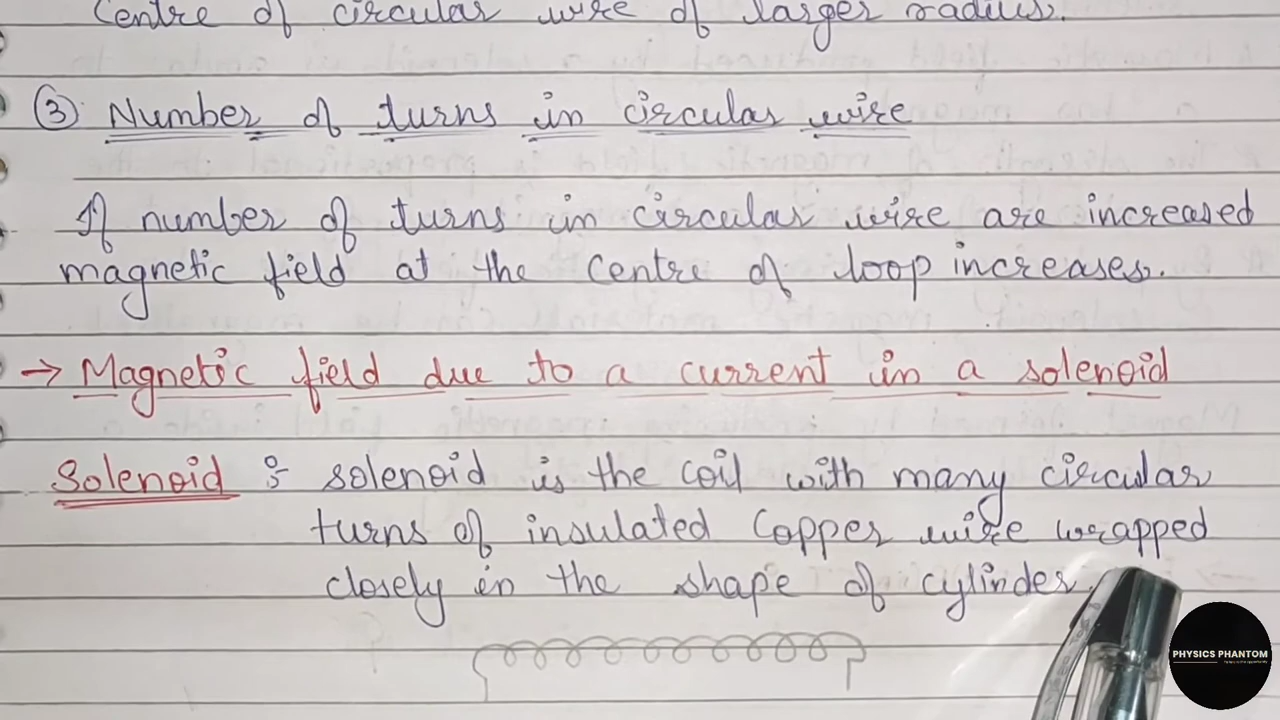 Centre of circular wire of larger radius.
③ Number of turns in circular wire
If number of turns in circular wire are increased
magnetic field at the centre of loop increases.
→ Magnetic field due to a current in a solenoid
Solenoid :- solenoid is the coil with many circular
turns of insulated copper wire wrapped
closely in the shape of cylinder.
PHYSICS PHANTOM